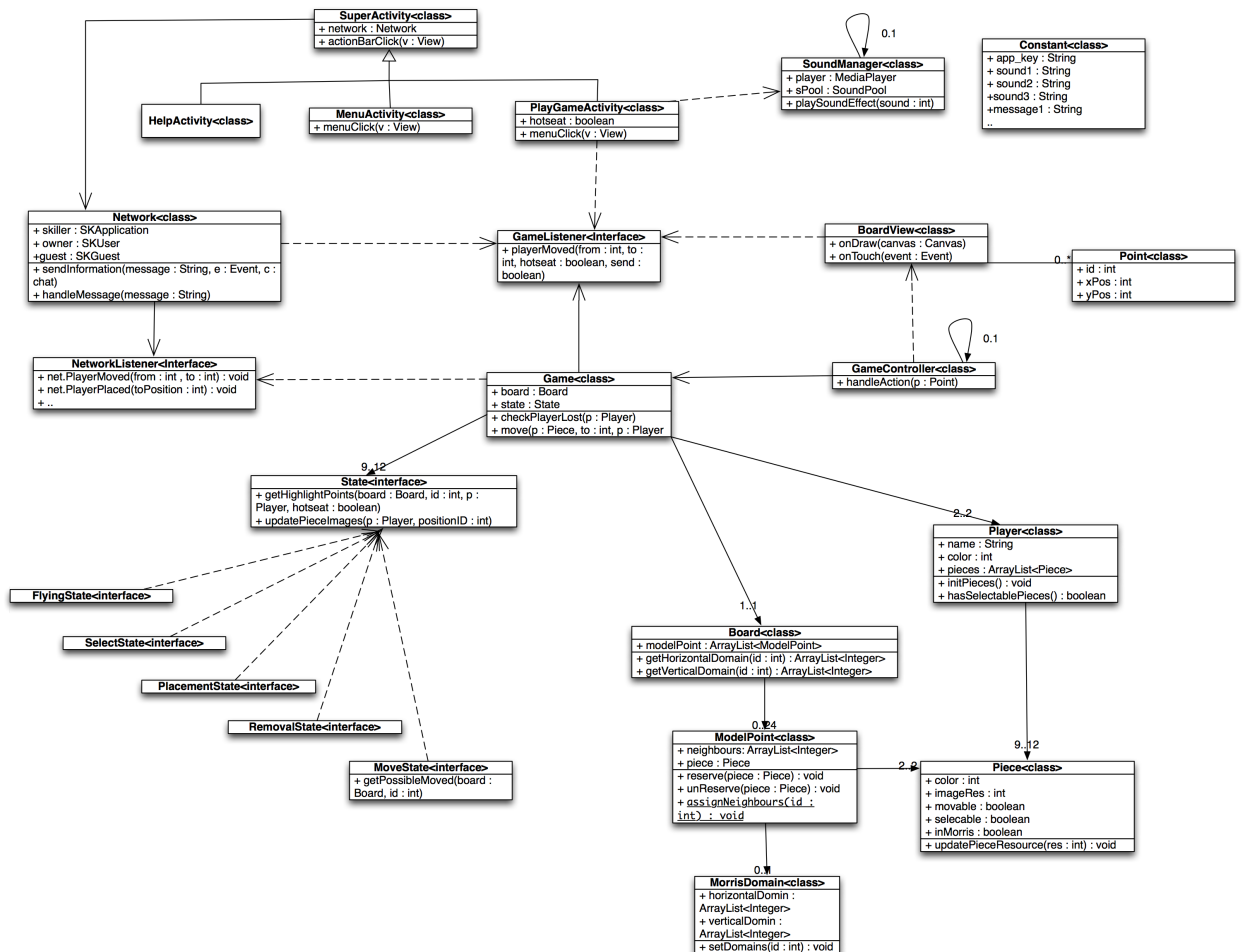 SuperActivity<class>
+ network : Network
+ actionBarClick(v : View)
0.1
SoundManager<class>
+ player : MediaPlayer
+ sPool : SoundPool
+ playSoundEffect(sound : int)
Constant<class>
+ app_key : String
+ sound1 : String
+ sound2 : String
+sound3 : String
+message1 : String
..
HelpActivity<class>
MenuActivity<class>
+ menuClick(v : View)
PlayGameActivity<class>
+ hotseat : boolean
+ menuClick(v : View)
Network<class>
+ skiller : SKApplication
+ owner : SKUser
+guest : SKGuest
+ sendInformation(message : String, e : Event, c :
chat)
+ handleMessage(message : String)
GameListener<Interface>
+ playerMoved(from : int, to :
int, hotseat : boolean, send :
boolean)
BoardView<class>
+ onDraw(canvas : Canvas)
+ onTouch(event : Event)
0..*
Point<class>
+ id : int
+ xPos : int
+ yPos : int
NetworkListener<Interface>
+ net.PlayerMoved(from : int , to : int) : void
+ net.PlayerPlaced(toPosition : int) : void
+ ..
0.1
GameController<class>
+ handleAction(p : Point)
Game<class>
+ board : Board
+ state : State
+ checkPlayerLost(p : Player)
+ move(p : Piece, to : int, p : Player
9..12
State<interface>
+ getHighlightPoints(board : Board, id : int, p :
Player, hotseat : boolean)
+ updatePieceImages(p : Player, positionID : int)
2..2
Player<class>
+ name : String
+ color : int
+ pieces : ArrayList<Piece>
+ initPieces() : void
+ hasSelectablePieces() : boolean
FlyingState<interface>
SelectState<interface>
PlacementState<interface>
RemovalState<interface>
MoveState<interface>
+ getPossibleMoved(board :
Board, id : int)
1..1
Board<class>
+ modelPoint : ArrayList<ModelPoint>
+ getHorizontalDomain(id : int) : ArrayList<Integer>
+ getVerticalDomain(id : int) : ArrayList<Integer>
0..24
ModelPoint<class>
+ neighbours: ArrayList<Integer>
+ piece : Piece
+ reserve(piece : Piece) : void
+ unReserve(piece : Piece) : void
+ assignNeighbours(id :
int) : void
2..2
9..12
Piece<class>
+ color : int
+ imageRes : int
+ movable : boolean
+ selecable : boolean
+ inMorris : boolean
+ updatePieceResource(res : int) : void
MorrisDomain<class>
+ horizontalDomin :
ArrayList<Integer>
+ verticalDomin :
ArrayList<Integer>
+ setDomains(id : int) : void